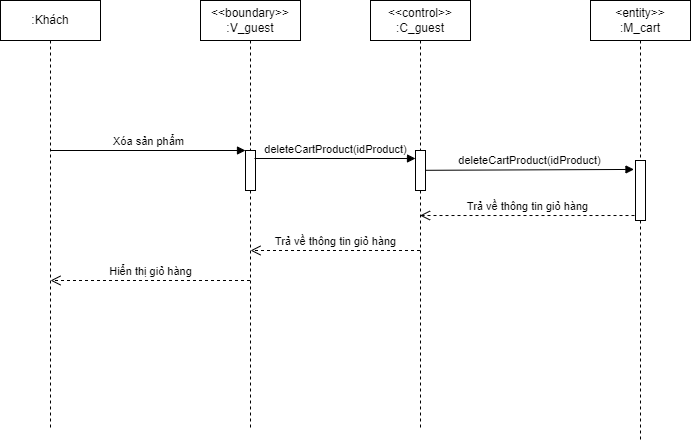 :Khách
<<boundary>>
:V_guest
<<control>>
:C_guest
<entity>>
:M_cart
Xóa sản phẩm
deleteCartProduct(idProduct)
deleteCartProduct(idProduct)
Trả về thông tin giỏ hàng
Trả về thông tin giỏ hàng
Hiển thị giỏ hàng